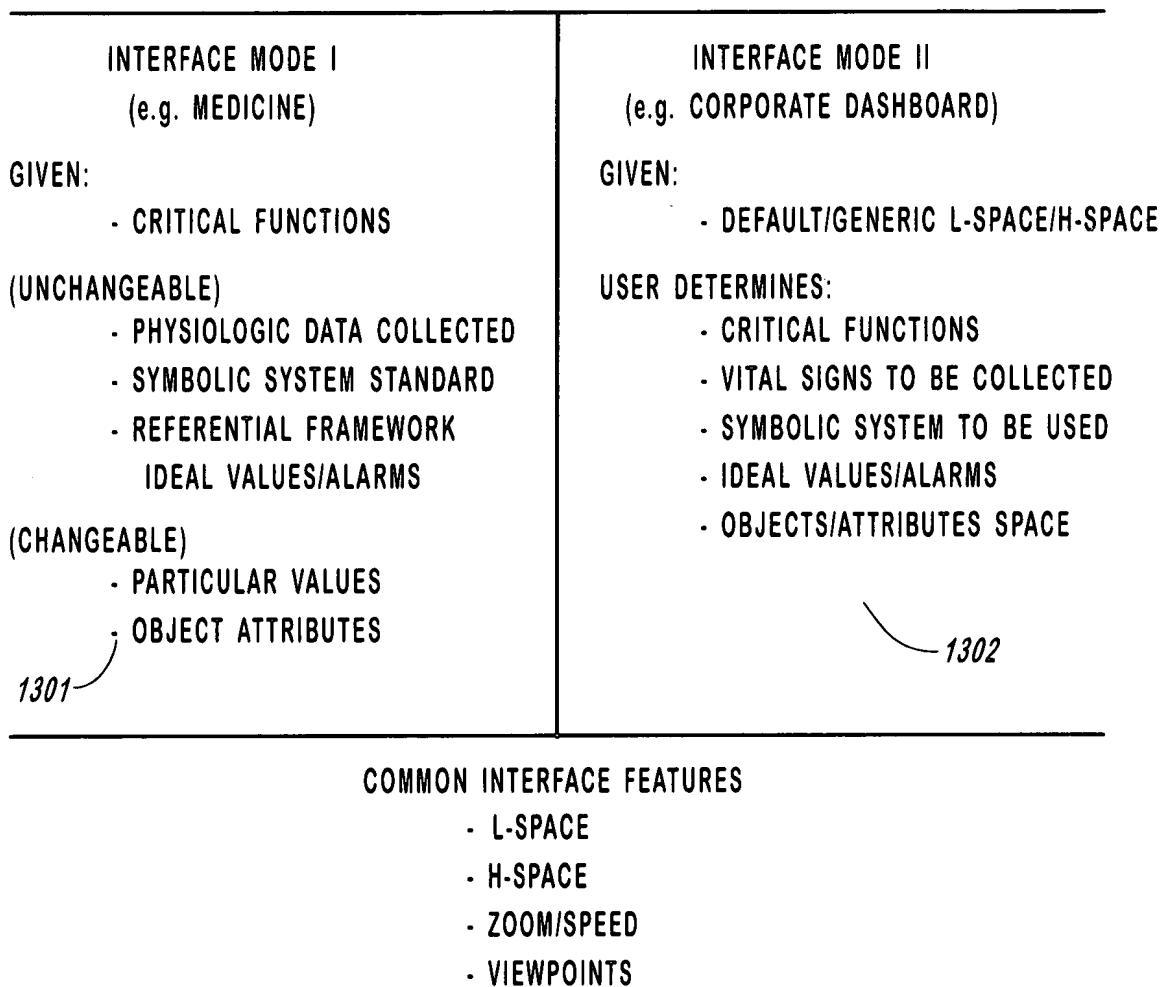 INTERFACE MODE I
(e.g. MEDICINE)
GIVEN:
- CRITICAL FUNCTIONS
(UNCHANGEABLE)
- PHYSIOLOGIC DATA COLLECTED
- SYMBOLIC SYSTEM STANDARD
- REFERENTIAL FRAMEWORK
IDEAL VALUES/ALARMS
(CHANGEABLE)
- PARTICULAR VALUES
- OBJECT ATTRIBUTES
1301
INTERFACE MODE II
(e.g. CORPORATE DASHBOARD)
GIVEN:
- DEFAULT/GENERIC L-SPACE/H-SPACE
USER DETERMINES:
- CRITICAL FUNCTIONS
- VITAL SIGNS TO BE COLLECTED
- SYMBOLIC SYSTEM TO BE USED
- IDEAL VALUES/ALARMS
- OBJECTS/ATTRIBUTES SPACE
1302
COMMON INTERFACE FEATURES
- L-SPACE
- H-SPACE
- ZOOM/SPEED
- VIEWPOINTS